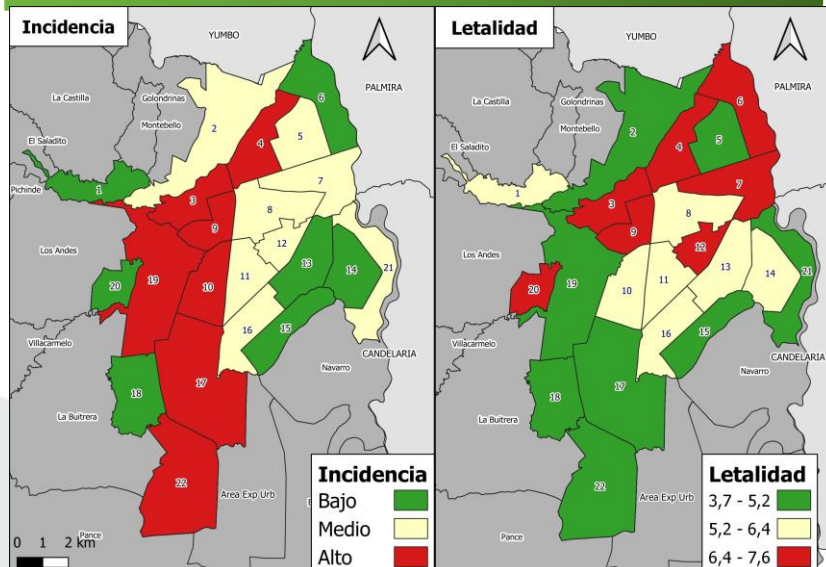 Incidencia
YUMBO
PALMIRA
La Castilla
Golondrinas
Montebello
El Saladito
Pichinde
Los Andes
Villacarmelo
La Buitrera
Navarro
CANDELARIA
Area Exp Urb
1
2
3
4
5
6
7
8
9
10
11
12
13
14
15
16
17
18
19
20
21
22
0 1 2 km
Incidencia
Bajo
Medio
Alto
Letalidad
YUMBO
PALMIRA
La Castilla
Golondrinas
Montebello
El Saladito
Pichinde
Los Andes
Villacarmelo
La Buitrera
Pance
Navarro
CANDELARIA
Area Exp Urb
1
2
3
4
5
6
7
8
9
10
11
12
13
14
15
16
17
18
19
20
21
22
Letalidad
3,7 - 5,2
5,2 - 6,4
6,4 - 7,6
Pance